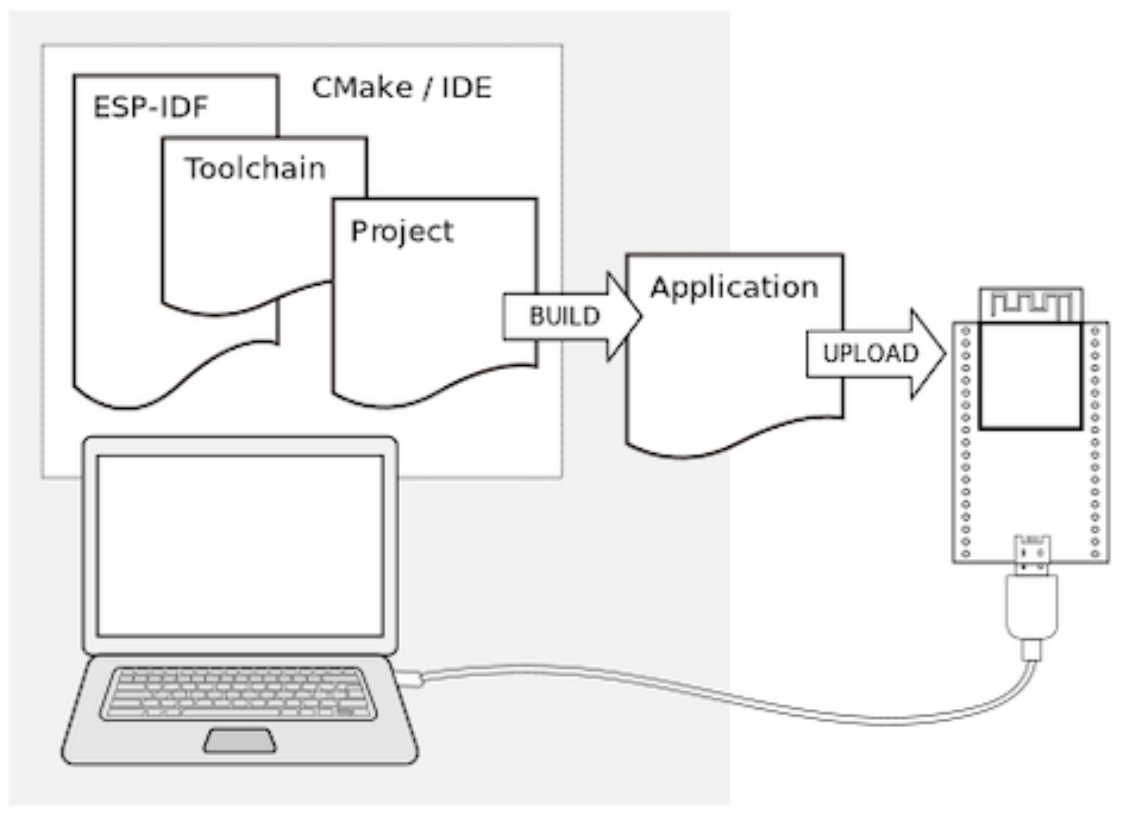 CMake / IDE
ESP-IDF
Toolchain
Project
BUILD
Application
UPLOAD